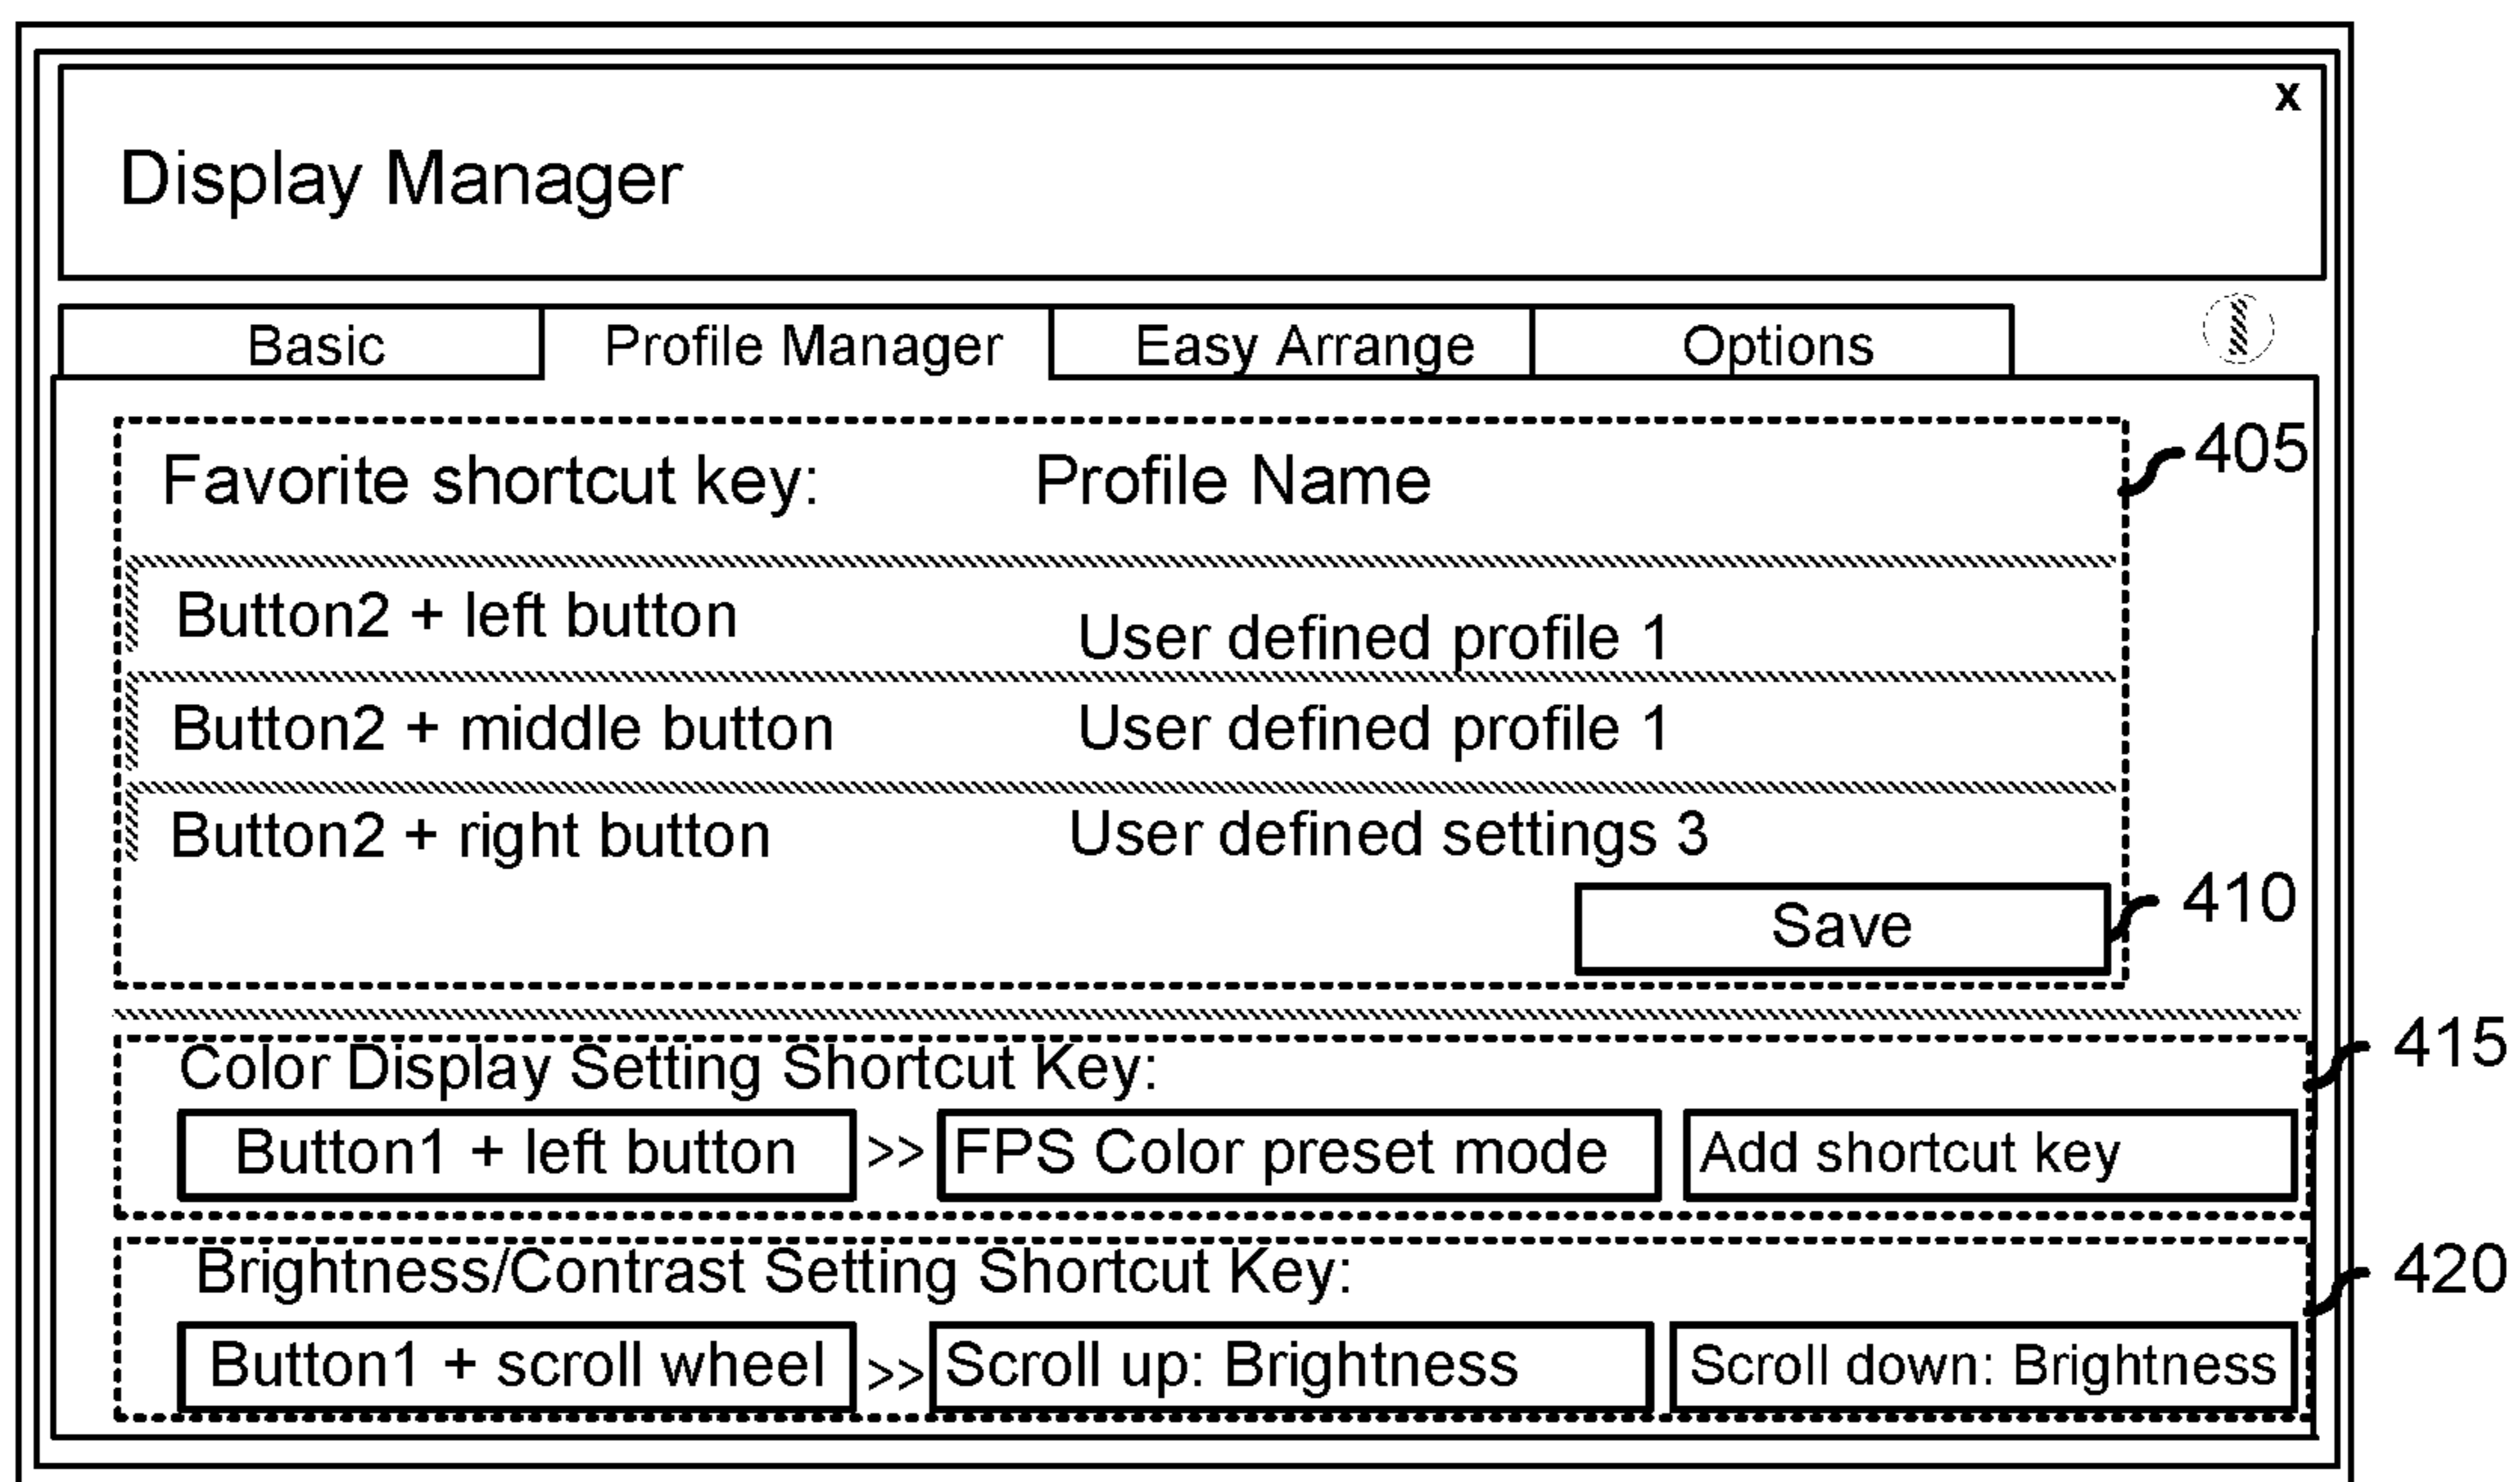 x
Display Manager
Basic Profile Manager Easy Arrange Options
Favorite shortcut key: Profile Name 405
Button2 + left button User defined profile 1
Button2 + middle button User defined profile 1
Button2 + right button User defined settings 3
Save 410
415
Color Display Setting Shortcut Key:
Button1 + left button >> FPS Color preset mode Add shortcut key
Brightness/Contrast Setting Shortcut Key: 420
Button1 + scroll wheel >> Scroll up: Brightness Scroll down: Brightness